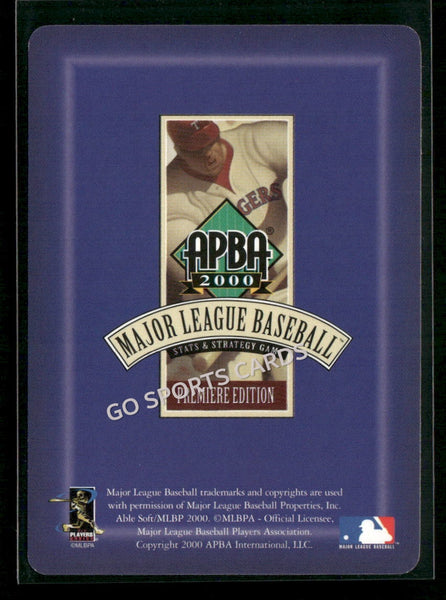 T
GERS
APBA®
2000
MAJOR LEAGUE BASEBALL™
STATS & STRATEGY GAME
GO SPORTS CARDS
PREMIERE EDITION
Major League Baseball trademarks and copyrights are used
with permission of Major League Baseball Properties, Inc.
Able Soft/MLBP 2000. ©MLBPA - Official Licensee,
Major League Baseball Players Association.
Copyright 2000 APBA International, LLC.
PLAYERS
CHOICE
©MLBPA
MAJOR LEAGUE BASEBALL